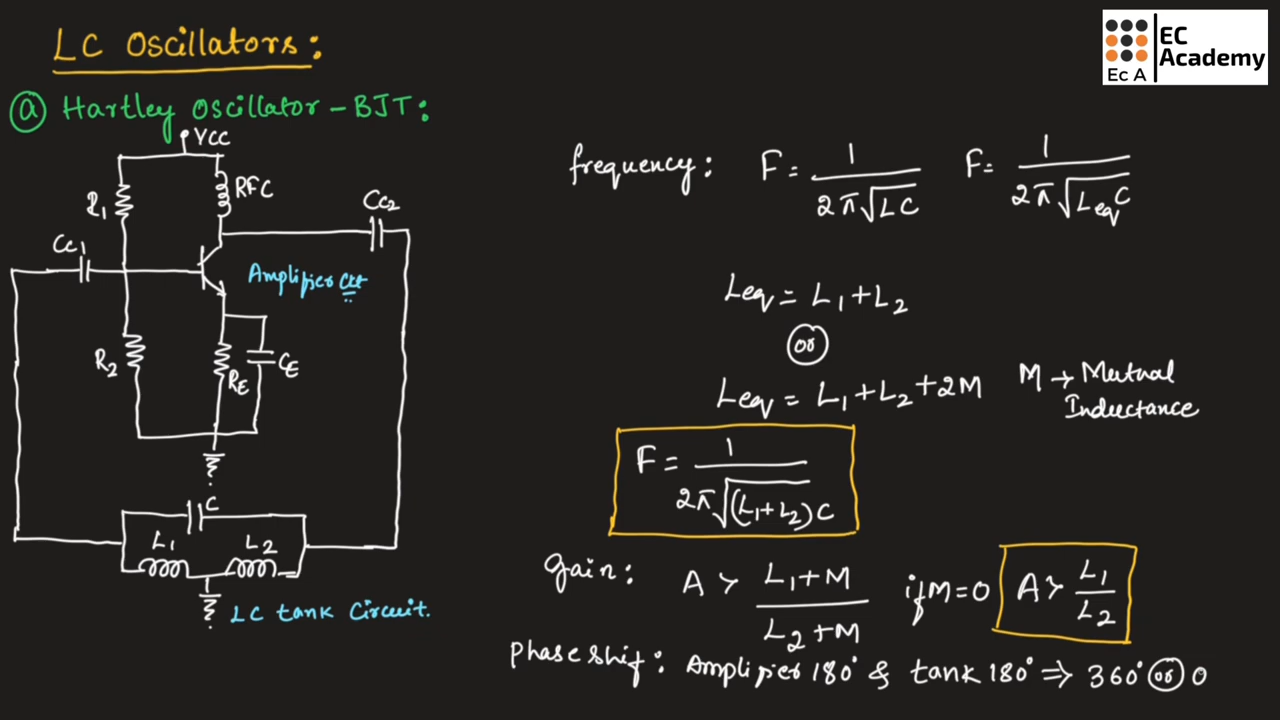 LC Oscillators:
EC Academy
Ec A
ⓐ Hartley Oscillator - BJT:
VCC
R1
RFC
CC1
CC2
Amplifier ckt
R2
RE
CE
C
L1 L2
LC tank Circuit.
frequency: F = 1/(2π√LC) F = 1/(2π√Leq C)
Leq = L1+L2
or
Leq = L1+L2+2M M → Mutual Inductance
F = 1/(2π√(L1+L2)C)
Gain: A > (L1+M)/(L2+M) if M=0 A > L1/L2
Phase shif: Amplifier 180° & tank 180° ⇒ 360° or 0